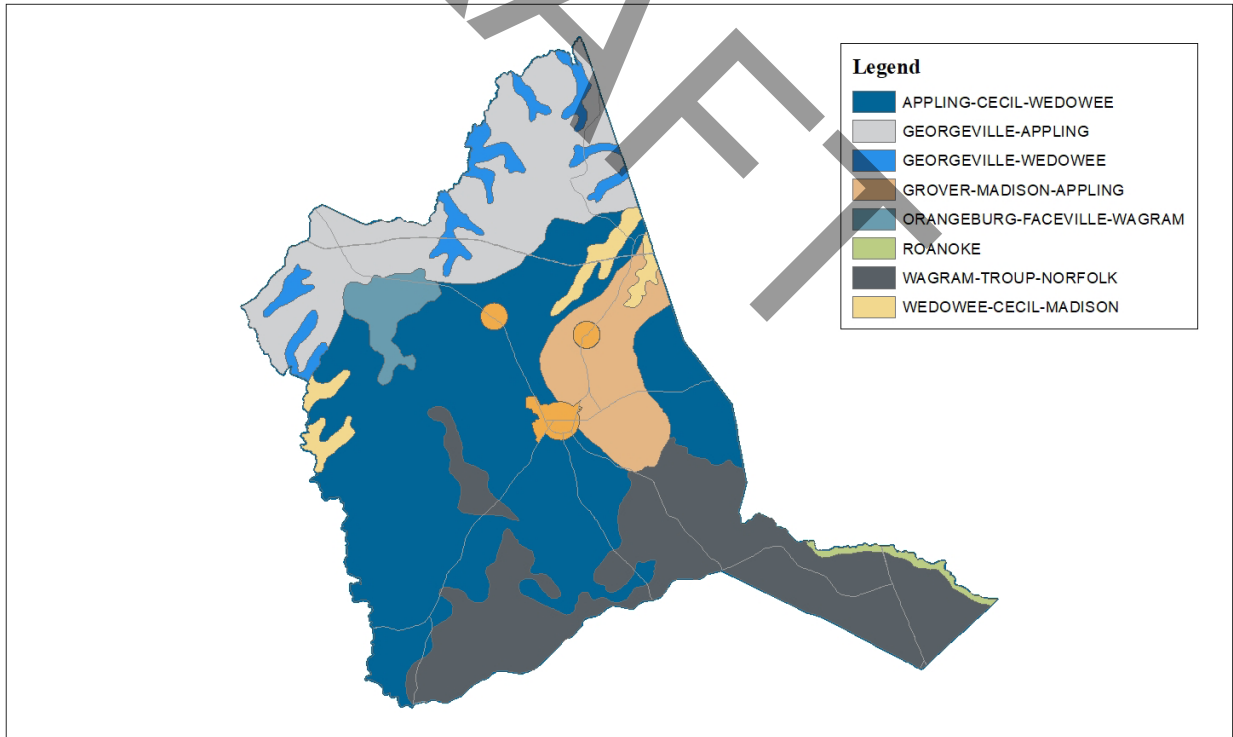 Legend
APPLING-CECIL-WEDOWEE
GEORGEVILLE-APPLING
GEORGEVILLE-WEDOWEE
GROVER-MADISON-APPLING
ORANGEBURG-FACEVILLE-WAGRAM
ROANOKE
WAGRAM-TROUP-NORFOLK
WEDOWEE-CECIL-MADISON